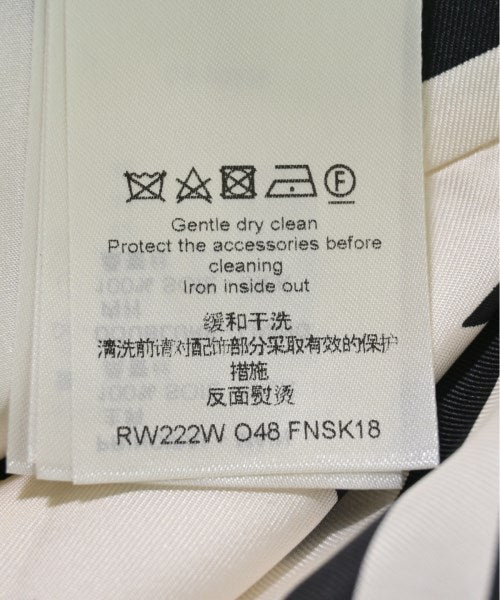 F
Gentle dry clean
Protect the accessories before
cleaning
Iron inside out
缓和干洗
清洗前请对配饰部分采取有效的保护
措施
反面熨烫
RW222W O48 FNSK18